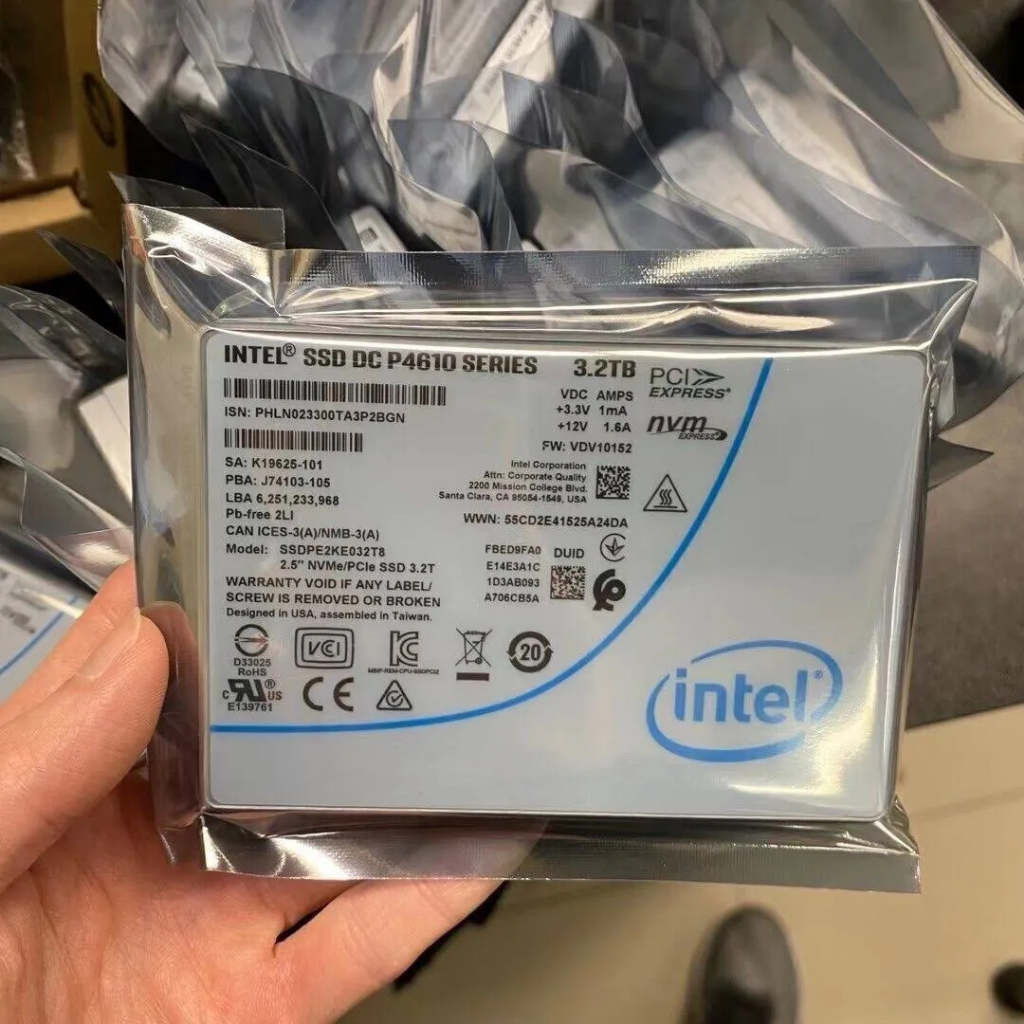 INTEL® SSD DC P4610 SERIES 3.2TB
PCI EXPRESS®
ISN: PHLN023300TA3P2BGN
VDC AMPS
+3.3V 1mA
+12V 1.6A
nvm EXPRESS
FW: VDV10152
SA: K19625-101
PBA: J74103-105
LBA 6,251,233,968
Pb-free 2LI
CAN ICES-3(A)/NMB-3(A)
Model: SSDPE2KE032T8
2.5" NVMe/PCIe SSD 3.2T
WARRANTY VOID IF ANY LABEL/
SCREW IS REMOVED OR BROKEN
Designed in USA, assembled in Taiwan.
Intel Corporation
Attn: Corporate Quality
2200 Mission College Blvd.
Santa Clara, CA 95054-1549, USA
WWN: 55CD2E41525A24DA
FBED9FA0
E14E3A1C
1D3AB093
A706CB5A
DUID
D33025
RoHS
VCI
20
c RU® US
E139761
CE
intel®